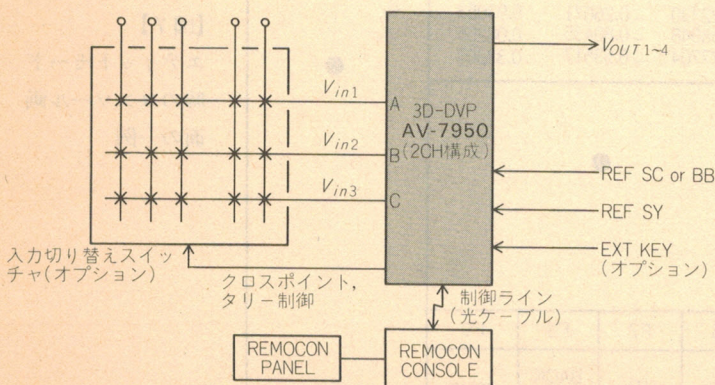 V_in1
A
3D-DVP
AV-7950
(2CH構成)
V_in2
B
V_in3
C
V_OUT 1~4
REF SC or BB
REF SY
EXT KEY
(オプション)
入力切り替えスイッ
チャ(オプション)
クロスポイント,
タリー制御
制御ライン
(光ケーブル)
REMOCON
PANEL
REMOCON
CONSOLE